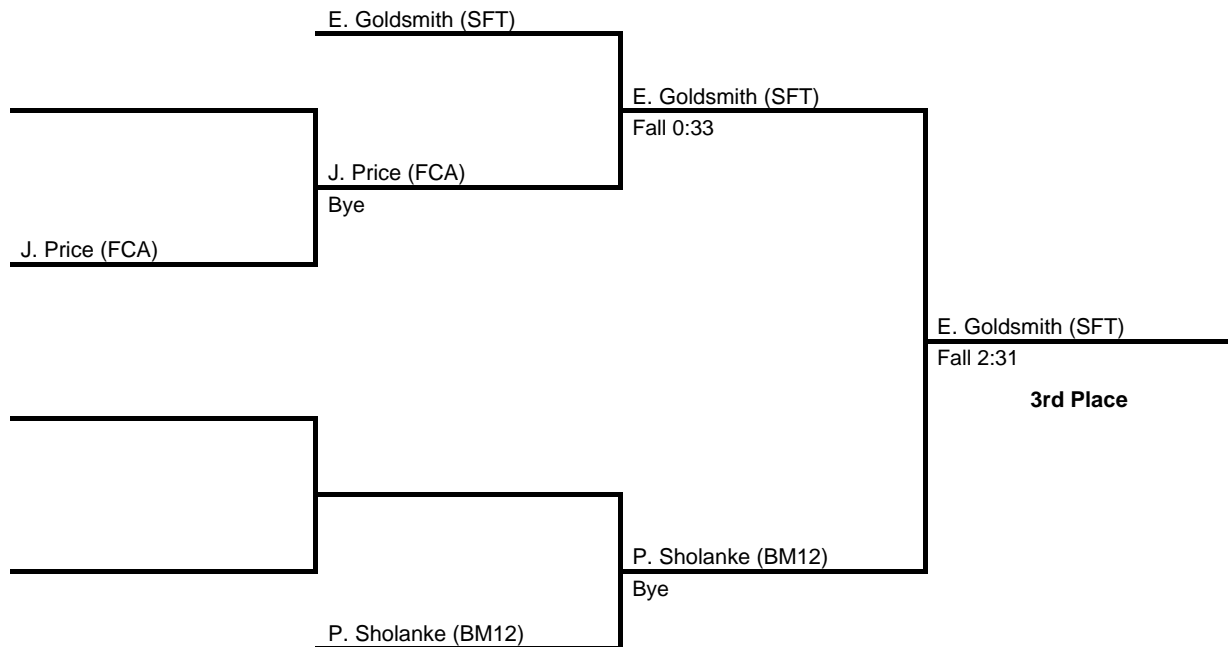 E. Goldsmith (SFT)
E. Goldsmith (SFT)
Fall 0:33
J. Price (FCA)
Bye
J. Price (FCA)
E. Goldsmith (SFT)
Fall 2:31
3rd Place
P. Sholanke (BM12)
Bye
P. Sholanke (BM12)